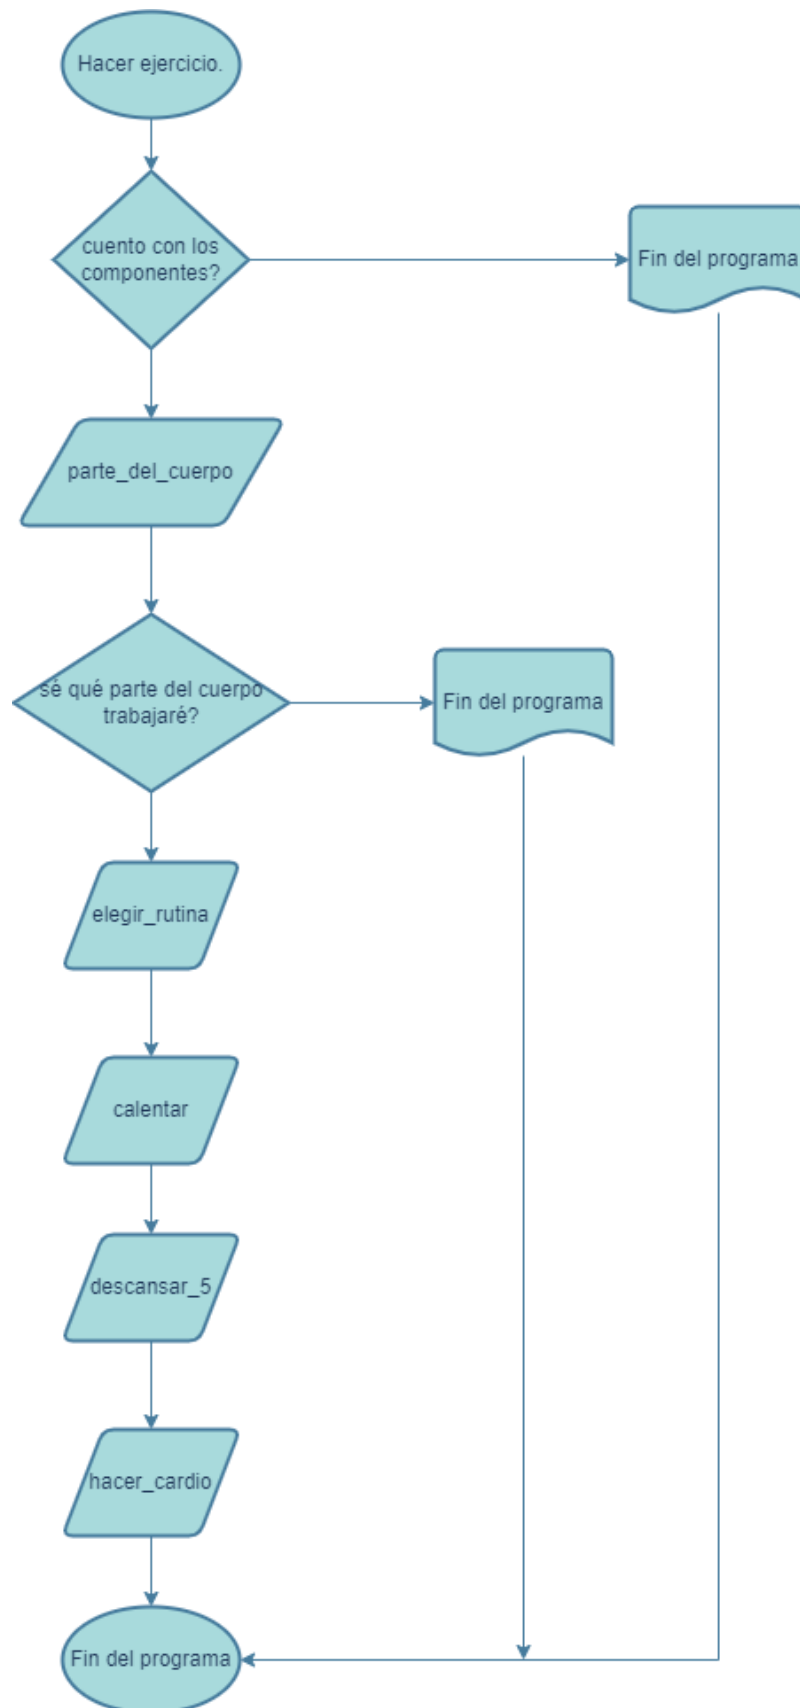 Hacer ejercicio.
cuento con los
componentes?
Fin del programa
parte_del_cuerpo
sé qué parte del cuerpo
trabajaré?
Fin del programa
elegir_rutina
calentar
descansar_5
hacer_cardio
Fin del programa